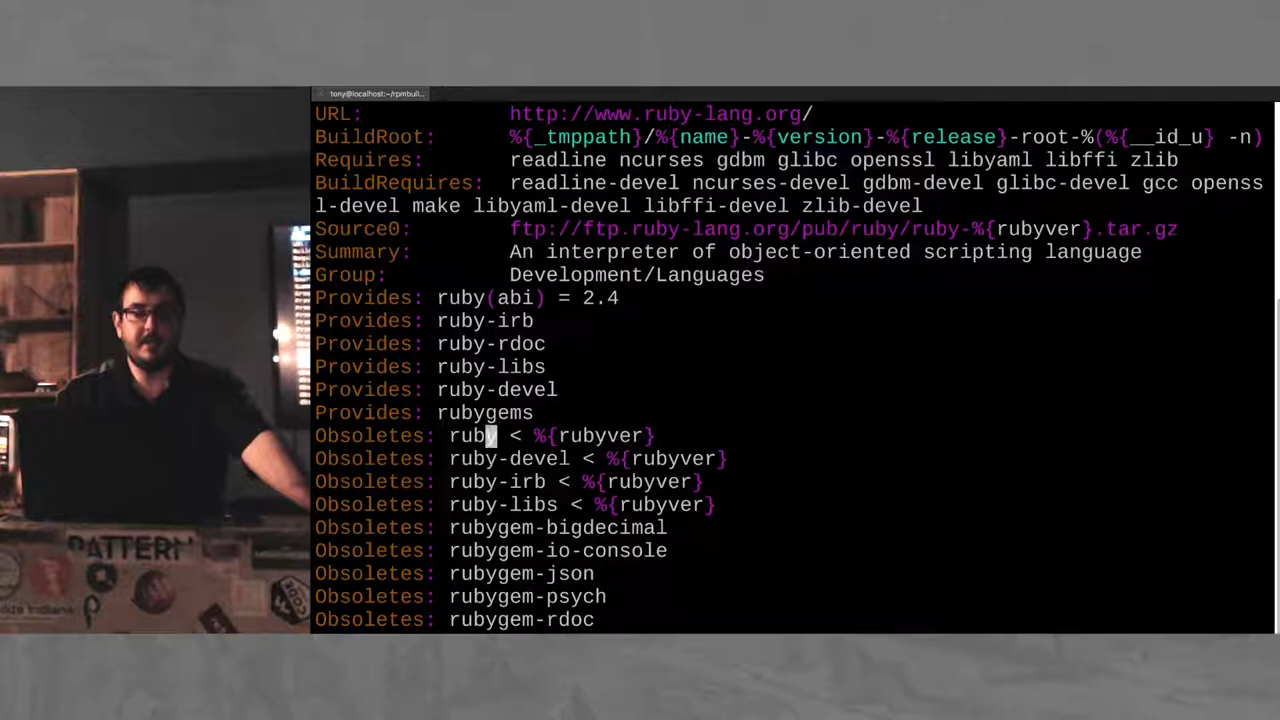 tony@localhost:~/rpmbuil...
URL: http://www.ruby-lang.org/
BuildRoot: %{_tmppath}/%{name}-%{version}-%{release}-root-%(%{__id_u} -n)
Requires: readline ncurses gdbm glibc openssl libyaml libffi zlib
BuildRequires: readline-devel ncurses-devel gdbm-devel glibc-devel gcc openss
l-devel make libyaml-devel libffi-devel zlib-devel
Source0: ftp://ftp.ruby-lang.org/pub/ruby/ruby-%{rubyver}.tar.gz
Summary: An interpreter of object-oriented scripting language
Group: Development/Languages
Provides: ruby(abi) = 2.4
Provides: ruby-irb
Provides: ruby-rdoc
Provides: ruby-libs
Provides: ruby-devel
Provides: rubygems
Obsoletes: ruby < %{rubyver}
Obsoletes: ruby-devel < %{rubyver}
Obsoletes: ruby-irb < %{rubyver}
Obsoletes: ruby-libs < %{rubyver}
Obsoletes: rubygem-bigdecimal
Obsoletes: rubygem-io-console
Obsoletes: rubygem-json
Obsoletes: rubygem-psych
Obsoletes: rubygem-rdoc
PATTERN
CODE